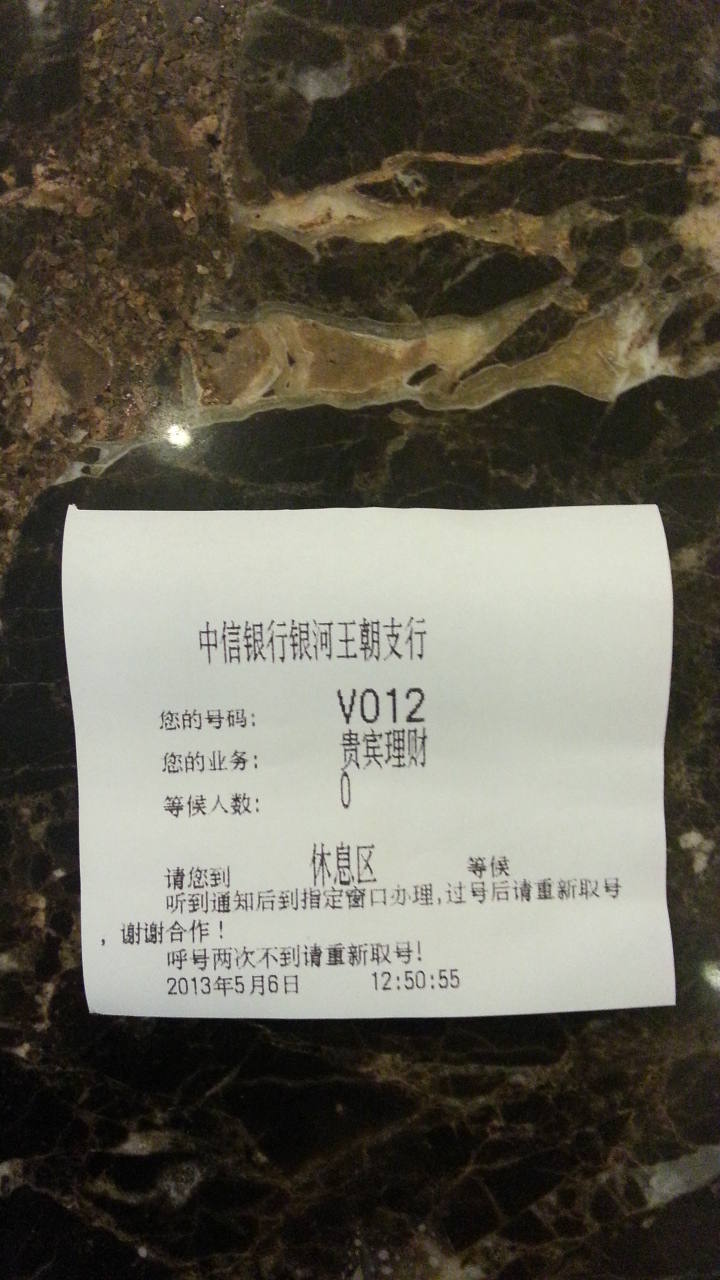 中信银行银河王朝支行
您的号码: V012
您的业务: 贵宾理财
等候人数: 0
请您到 休息区 等候
听到通知后到指定窗口办理,过号后请重新取号
,谢谢合作!
呼号两次不到请重新取号!
2013年5月6日 12:50:55